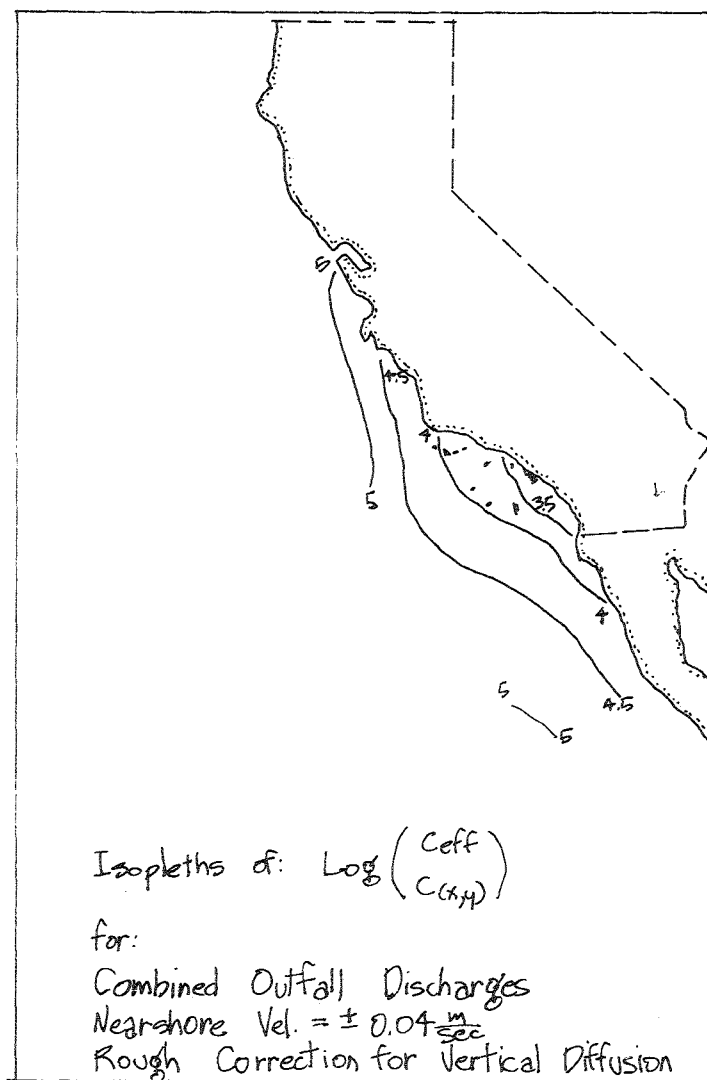 5
4.5
4
3.5
5
4
5
4.5
5
Isopleths of: Log (Ceff / C(x,y))
for:
Combined Outfall Discharges
Nearshore Vel. = ± 0.04 m/sec
Rough Correction for Vertical Diffusion